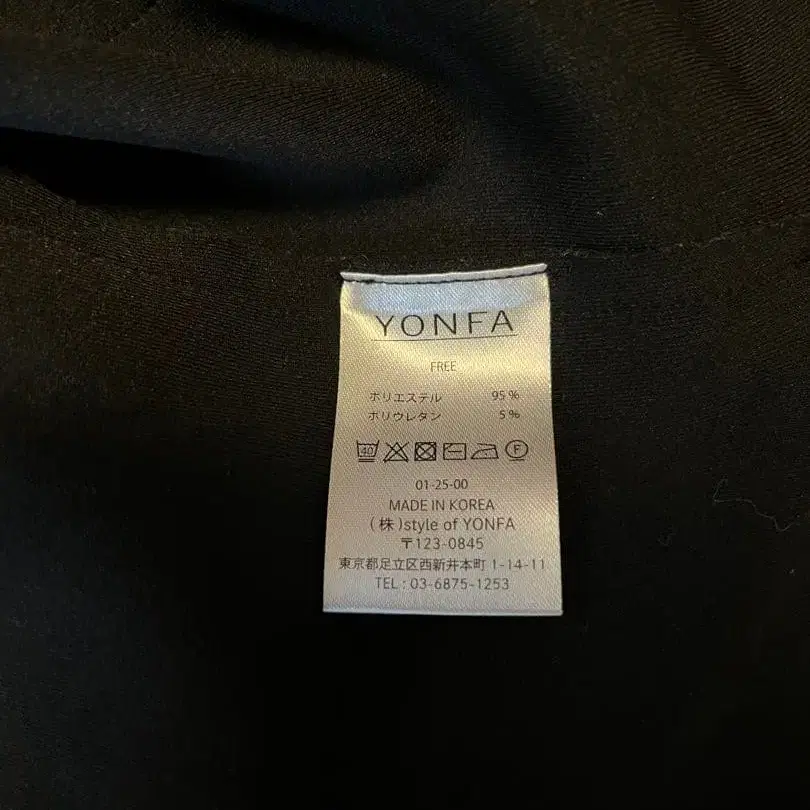 YONFA
FREE
ポリエステル 95%
ポリウレタン 5%
40 F
01-25-00
MADE IN KOREA
(株)style of YONFA
〒123-0845
東京都足立区西新井本町 1-14-11
TEL : 03-6875-1253